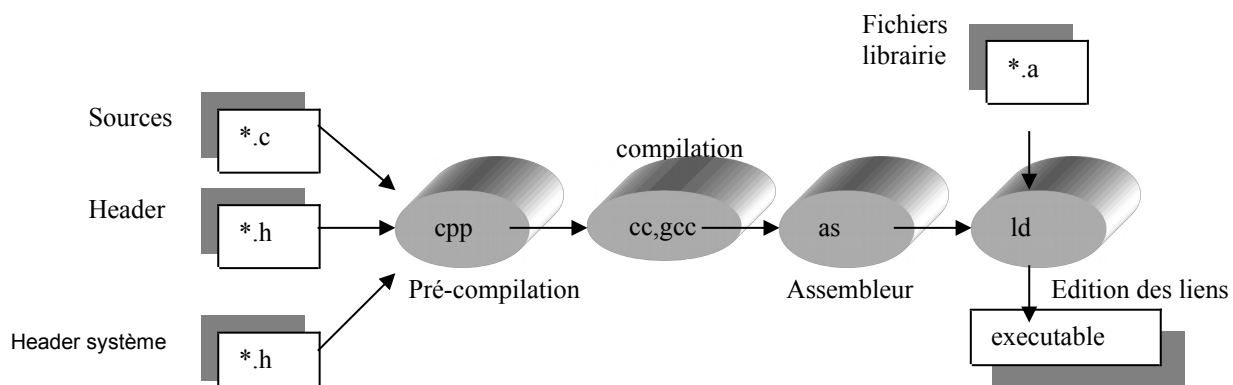 Fichiers
librairie
*.a
Sources
*.c
compilation
Header
*.h
cpp
cc,gcc
as
ld
Pré-compilation
Assembleur
Edition des liens
Header système
*.h
executable